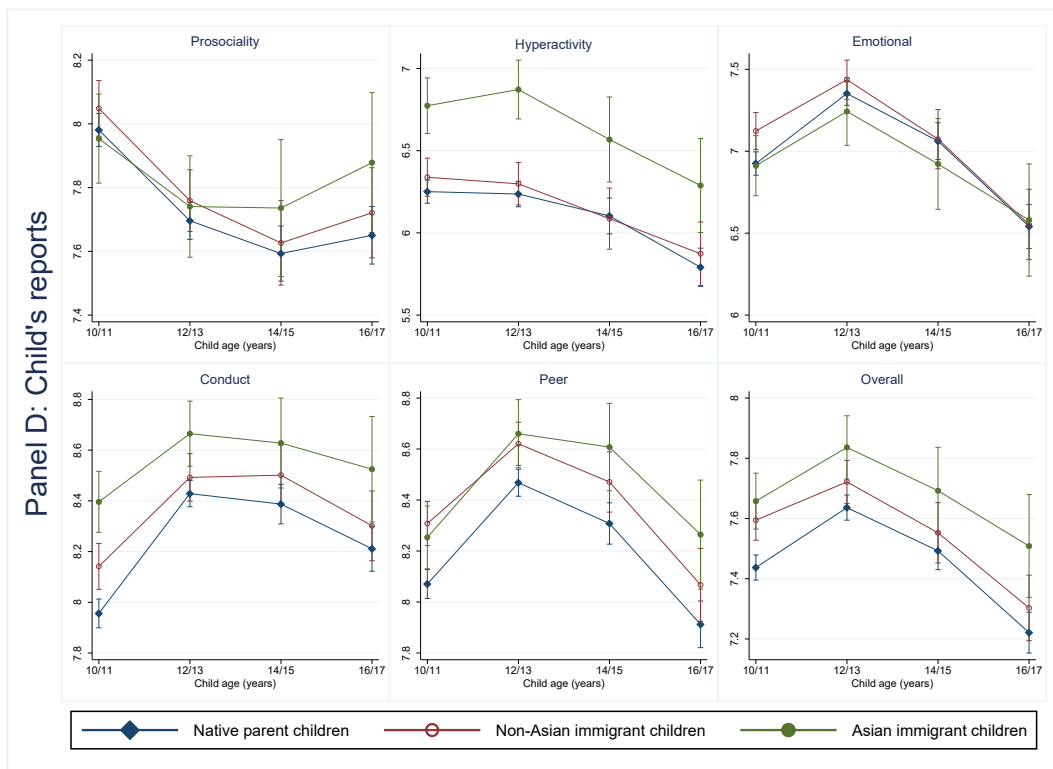 Panel D: Child's reports
Prosociality
8.2
8
7.8
7.6
7.4
10/11 12/13 14/15 16/17
Child age (years)
Hyperactivity
7
6.5
6
5.5
10/11 12/13 14/15 16/17
Child age (years)
Emotional
7.5
7
6.5
6
10/11 12/13 14/15 16/17
Child age (years)
Conduct
8.8
8.6
8.4
8.2
8
7.8
10/11 12/13 14/15 16/17
Child age (years)
Peer
8.8
8.6
8.4
8.2
8
7.8
10/11 12/13 14/15 16/17
Child age (years)
Overall
8
7.8
7.6
7.4
7.2
10/11 12/13 14/15 16/17
Child age (years)
Native parent children Non-Asian immigrant children Asian immigrant children